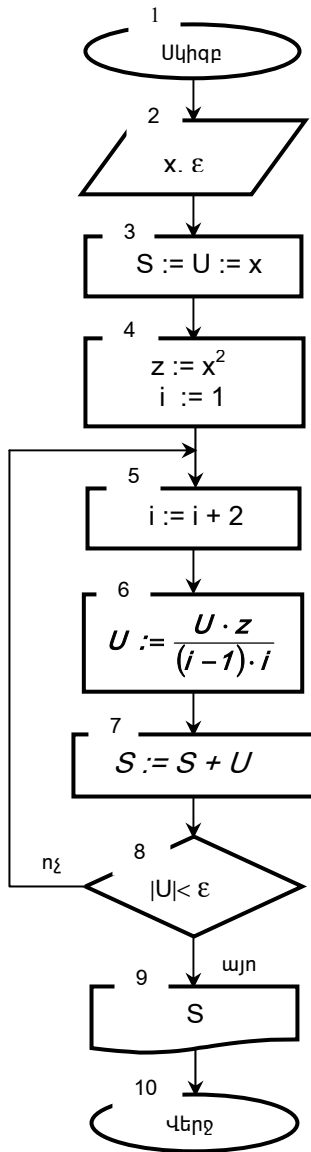 1
Սկիզբ
2
x. ε
3
S := U := x
4
z := x²
i := 1
5
i := i + 2
6
U := U · z / (i – 1) · i
7
S := S + U
8
ոչ
|U|< ε
այո
9
S
10
Վերջ